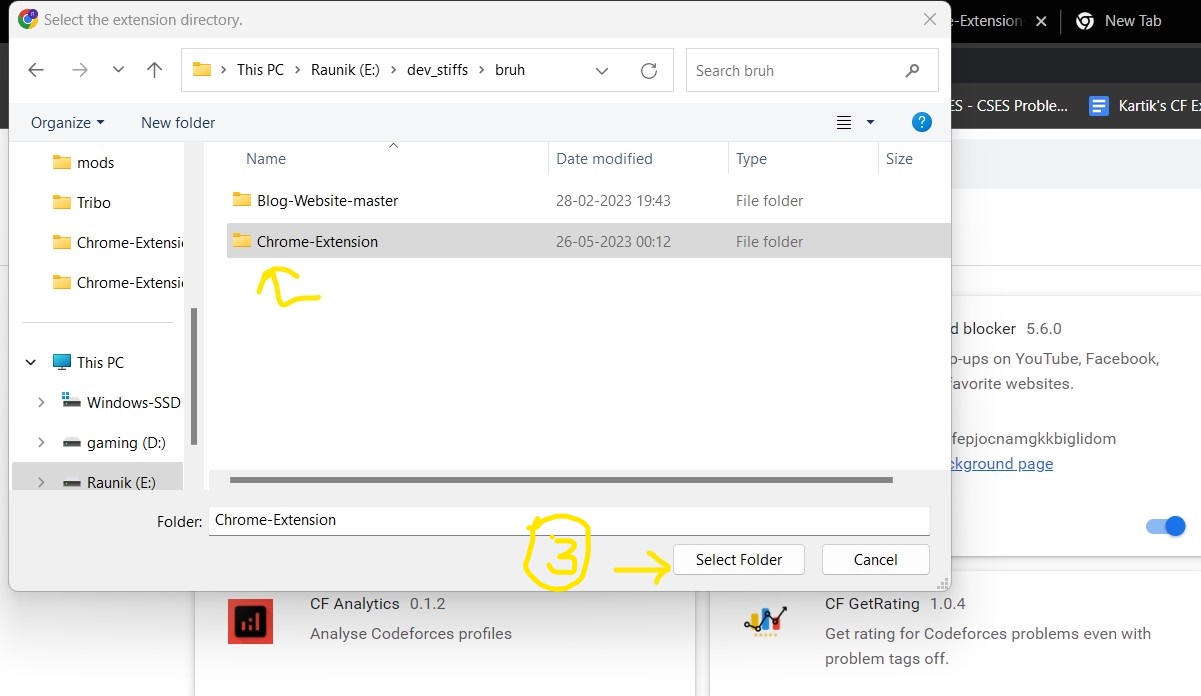 Select the extension directory.
e-Extension
New Tab
This PC > Raunik (E:) > dev_stiffs > bruh
Search bruh
ES - CSES Proble...
Kartik's CF Ex
Organize
New folder
?
Name
Date modified
Type
Size
mods
Tribo
Chrome-Extensi
Chrome-Extensi
This PC
Windows-SSD
gaming (D:)
Raunik (E:)
Blog-Website-master
28-02-2023 19:43
File folder
Chrome-Extension
26-05-2023 00:12
File folder
d blocker 5.6.0
p-ups on YouTube, Facebook,
favorite websites.
fepjocnamgkkbiglidom
ckground page
Folder: Chrome-Extension
3
Select Folder
Cancel
CF Analytics 0.1.2
Analyse Codeforces profiles
CF GetRating 1.0.4
Get rating for Codeforces problems even with
problem tags off.